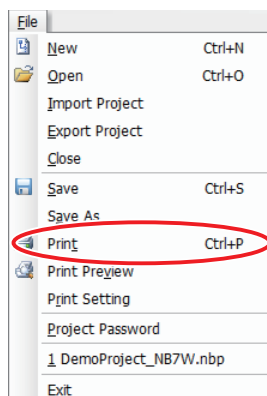 File
New Ctrl+N
Open Ctrl+O
Import Project
Export Project
Close
Save Ctrl+S
Save As
Print Ctrl+P
Print Preview
Print Setting
Project Password
1 DemoProject_NB7W.nbp
Exit